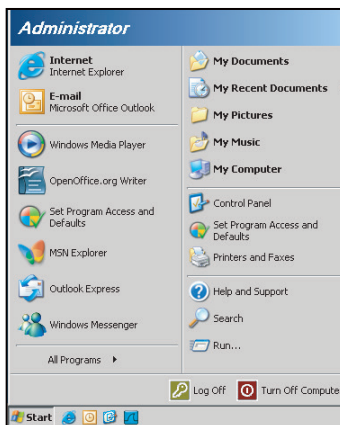 Administrator
Internet
Internet Explorer
E-mail
Microsoft Office Outlook
Windows Media Player
OpenOffice.org Writer
Set Program Access and
Defaults
MSN Explorer
Outlook Express
Windows Messenger
All Programs
My Documents
My Recent Documents
My Pictures
My Music
My Computer
Control Panel
Set Program Access and
Defaults
Printers and Faxes
Help and Support
Search
Run...
Log Off
Turn Off Compute
Start